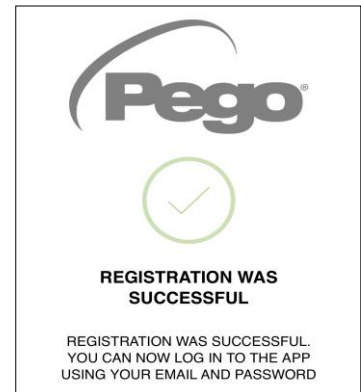 Pego®
REGISTRATION WAS
SUCCESSFUL
REGISTRATION WAS SUCCESSFUL.
YOU CAN NOW LOG IN TO THE APP
USING YOUR EMAIL AND PASSWORD